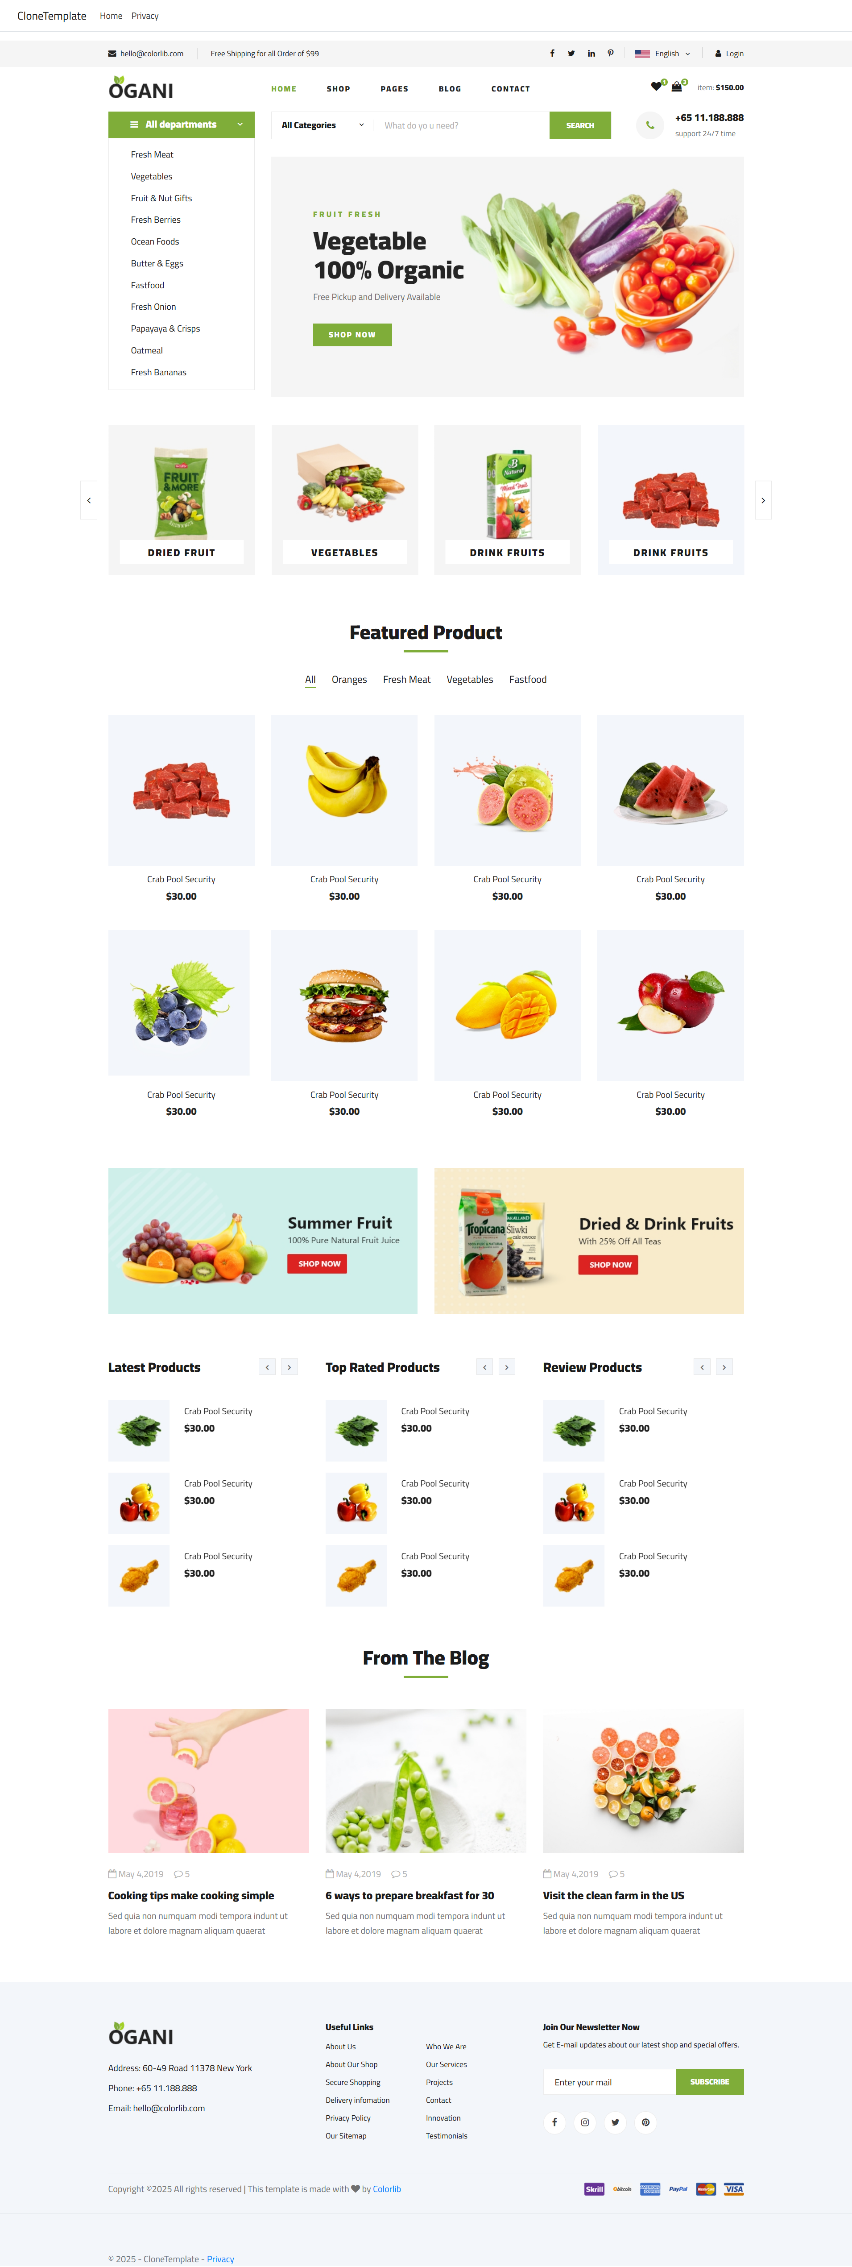 CloneTemplate Home Privacy
hello@colorlib.com Free Shipping for all Order of $99 English Login
OGANI HOME SHOP PAGES BLOG CONTACT 1 3 item: $150.00
All departments All Categories What do yo u need? SEARCH +65 11.188.888
support 24/7 time
Fresh Meat
Vegetables
Fruit & Nut Gifts
Fresh Berries
Ocean Foods
Butter & Eggs
Fastfood
Fresh Onion
Papayaya & Crisps
Oatmeal
Fresh Bananas
FRUIT FRESH
Vegetable
100% Organic
Free Pickup and Delivery Available
SHOP NOW
FRUIT
& MORE
B
Natural
Mixed Fruit
DRIED FRUIT VEGETABLES DRINK FRUITS DRINK FRUITS
Featured Product
All Oranges Fresh Meat Vegetables Fastfood
Crab Pool Security Crab Pool Security Crab Pool Security Crab Pool Security
$30.00 $30.00 $30.00 $30.00
Crab Pool Security Crab Pool Security Crab Pool Security Crab Pool Security
$30.00 $30.00 $30.00 $30.00
Summer Fruit
100% Pure Natural Fruit Juice
SHOP NOW
Tropicana
Śliwki
Dried & Drink Fruits
With 25% Off All Teas
SHOP NOW
Latest Products Top Rated Products Review Products
Crab Pool Security Crab Pool Security Crab Pool Security
$30.00 $30.00 $30.00
Crab Pool Security Crab Pool Security Crab Pool Security
$30.00 $30.00 $30.00
Crab Pool Security Crab Pool Security Crab Pool Security
$30.00 $30.00 $30.00
From The Blog
May 4,2019 5 May 4,2019 5 May 4,2019 5
Cooking tips make cooking simple
Sed quia non numquam modi tempora indunt ut
labore et dolore magnam aliquam quaerat
6 ways to prepare breakfast for 30
Sed quia non numquam modi tempora indunt ut
labore et dolore magnam aliquam quaerat
Visit the clean farm in the US
Sed quia non numquam modi tempora indunt ut
labore et dolore magnam aliquam quaerat
OGANI
Address: 60-49 Road 11378 New York
Phone: +65 11.188.888
Email: hello@colorlib.com
Useful Links
About Us
About Our Shop
Secure Shopping
Delivery infomation
Privacy Policy
Our Sitemap
Who We Are
Our Services
Projects
Contact
Innovation
Testimonials
Join Our Newsletter Now
Get E-mail updates about our latest shop and special offers.
Enter your mail SUBSCRIBE
Copyright ©2025 All rights reserved | This template is made with by Colorlib
Skrill bitcoin AMERICAN EXPRESS PayPal MasterCard VISA
© 2025 - CloneTemplate - Privacy